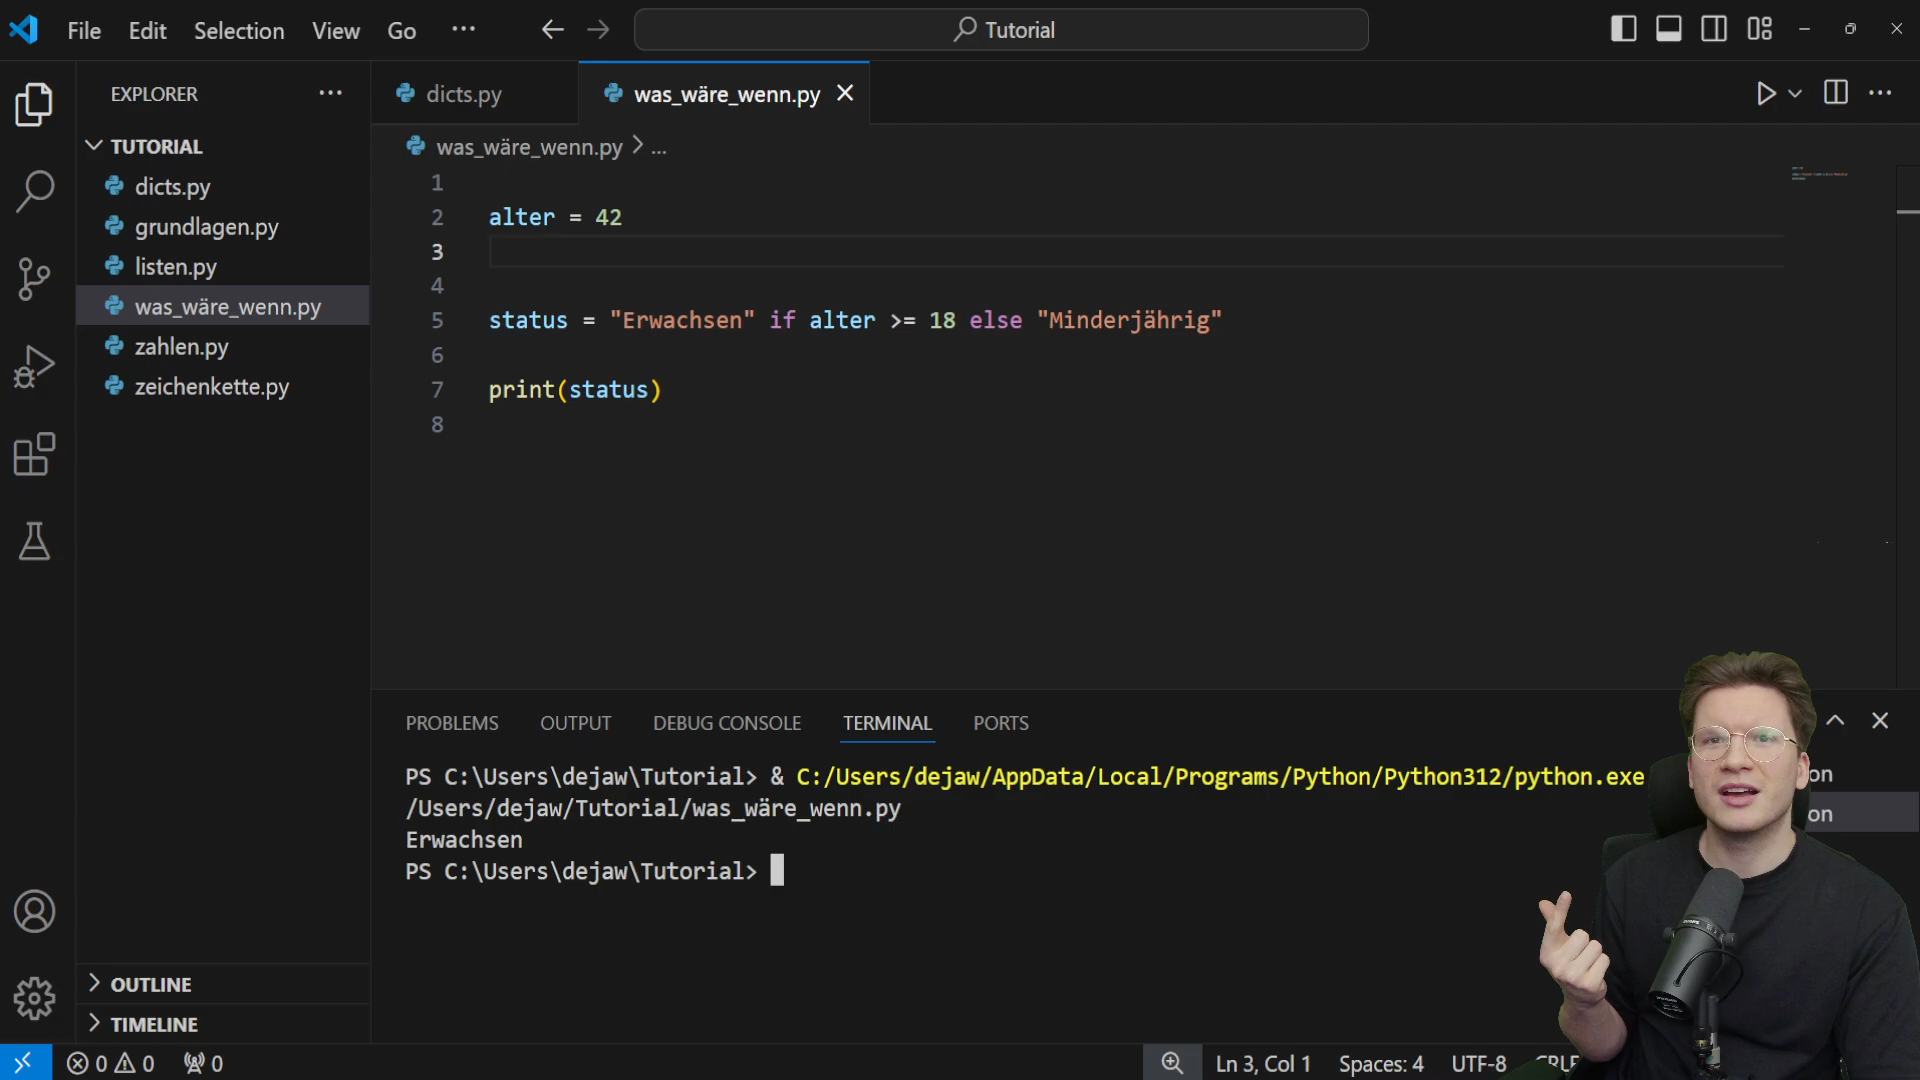 File Edit Selection View Go ···
Tutorial
EXPLORER ···
TUTORIAL
dicts.py
grundlagen.py
listen.py
was_wäre_wenn.py
zahlen.py
zeichenkette.py
OUTLINE
TIMELINE
dicts.py was_wäre_wenn.py
was_wäre_wenn.py > ...
1
2 alter = 42
3
4
5 status = "Erwachsen" if alter >= 18 else "Minderjährig"
6
7 print(status)
8
PROBLEMS OUTPUT DEBUG CONSOLE TERMINAL PORTS
PS C:\Users\dejaw\Tutorial> & C:/Users/dejaw/AppData/Local/Programs/Python/Python312/python.exe
/Users/dejaw/Tutorial/was_wäre_wenn.py
Erwachsen
PS C:\Users\dejaw\Tutorial>
on
on
0 0 0 Ln 3, Col 1 Spaces: 4 UTF-8 CRLF